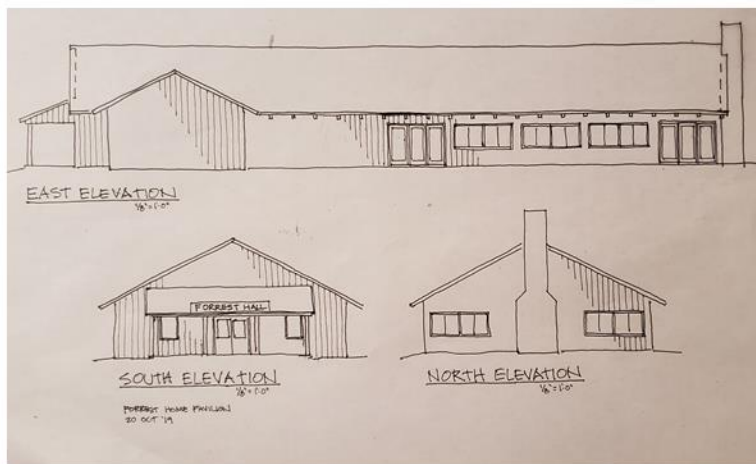 EAST ELEVATION
1/8"=1'-0"
FORREST HALL
SOUTH ELEVATION
1/8"=1'-0"
NORTH ELEVATION
1/8"=1'-0"
FORREST HOME PAVILION
20 OCT '19